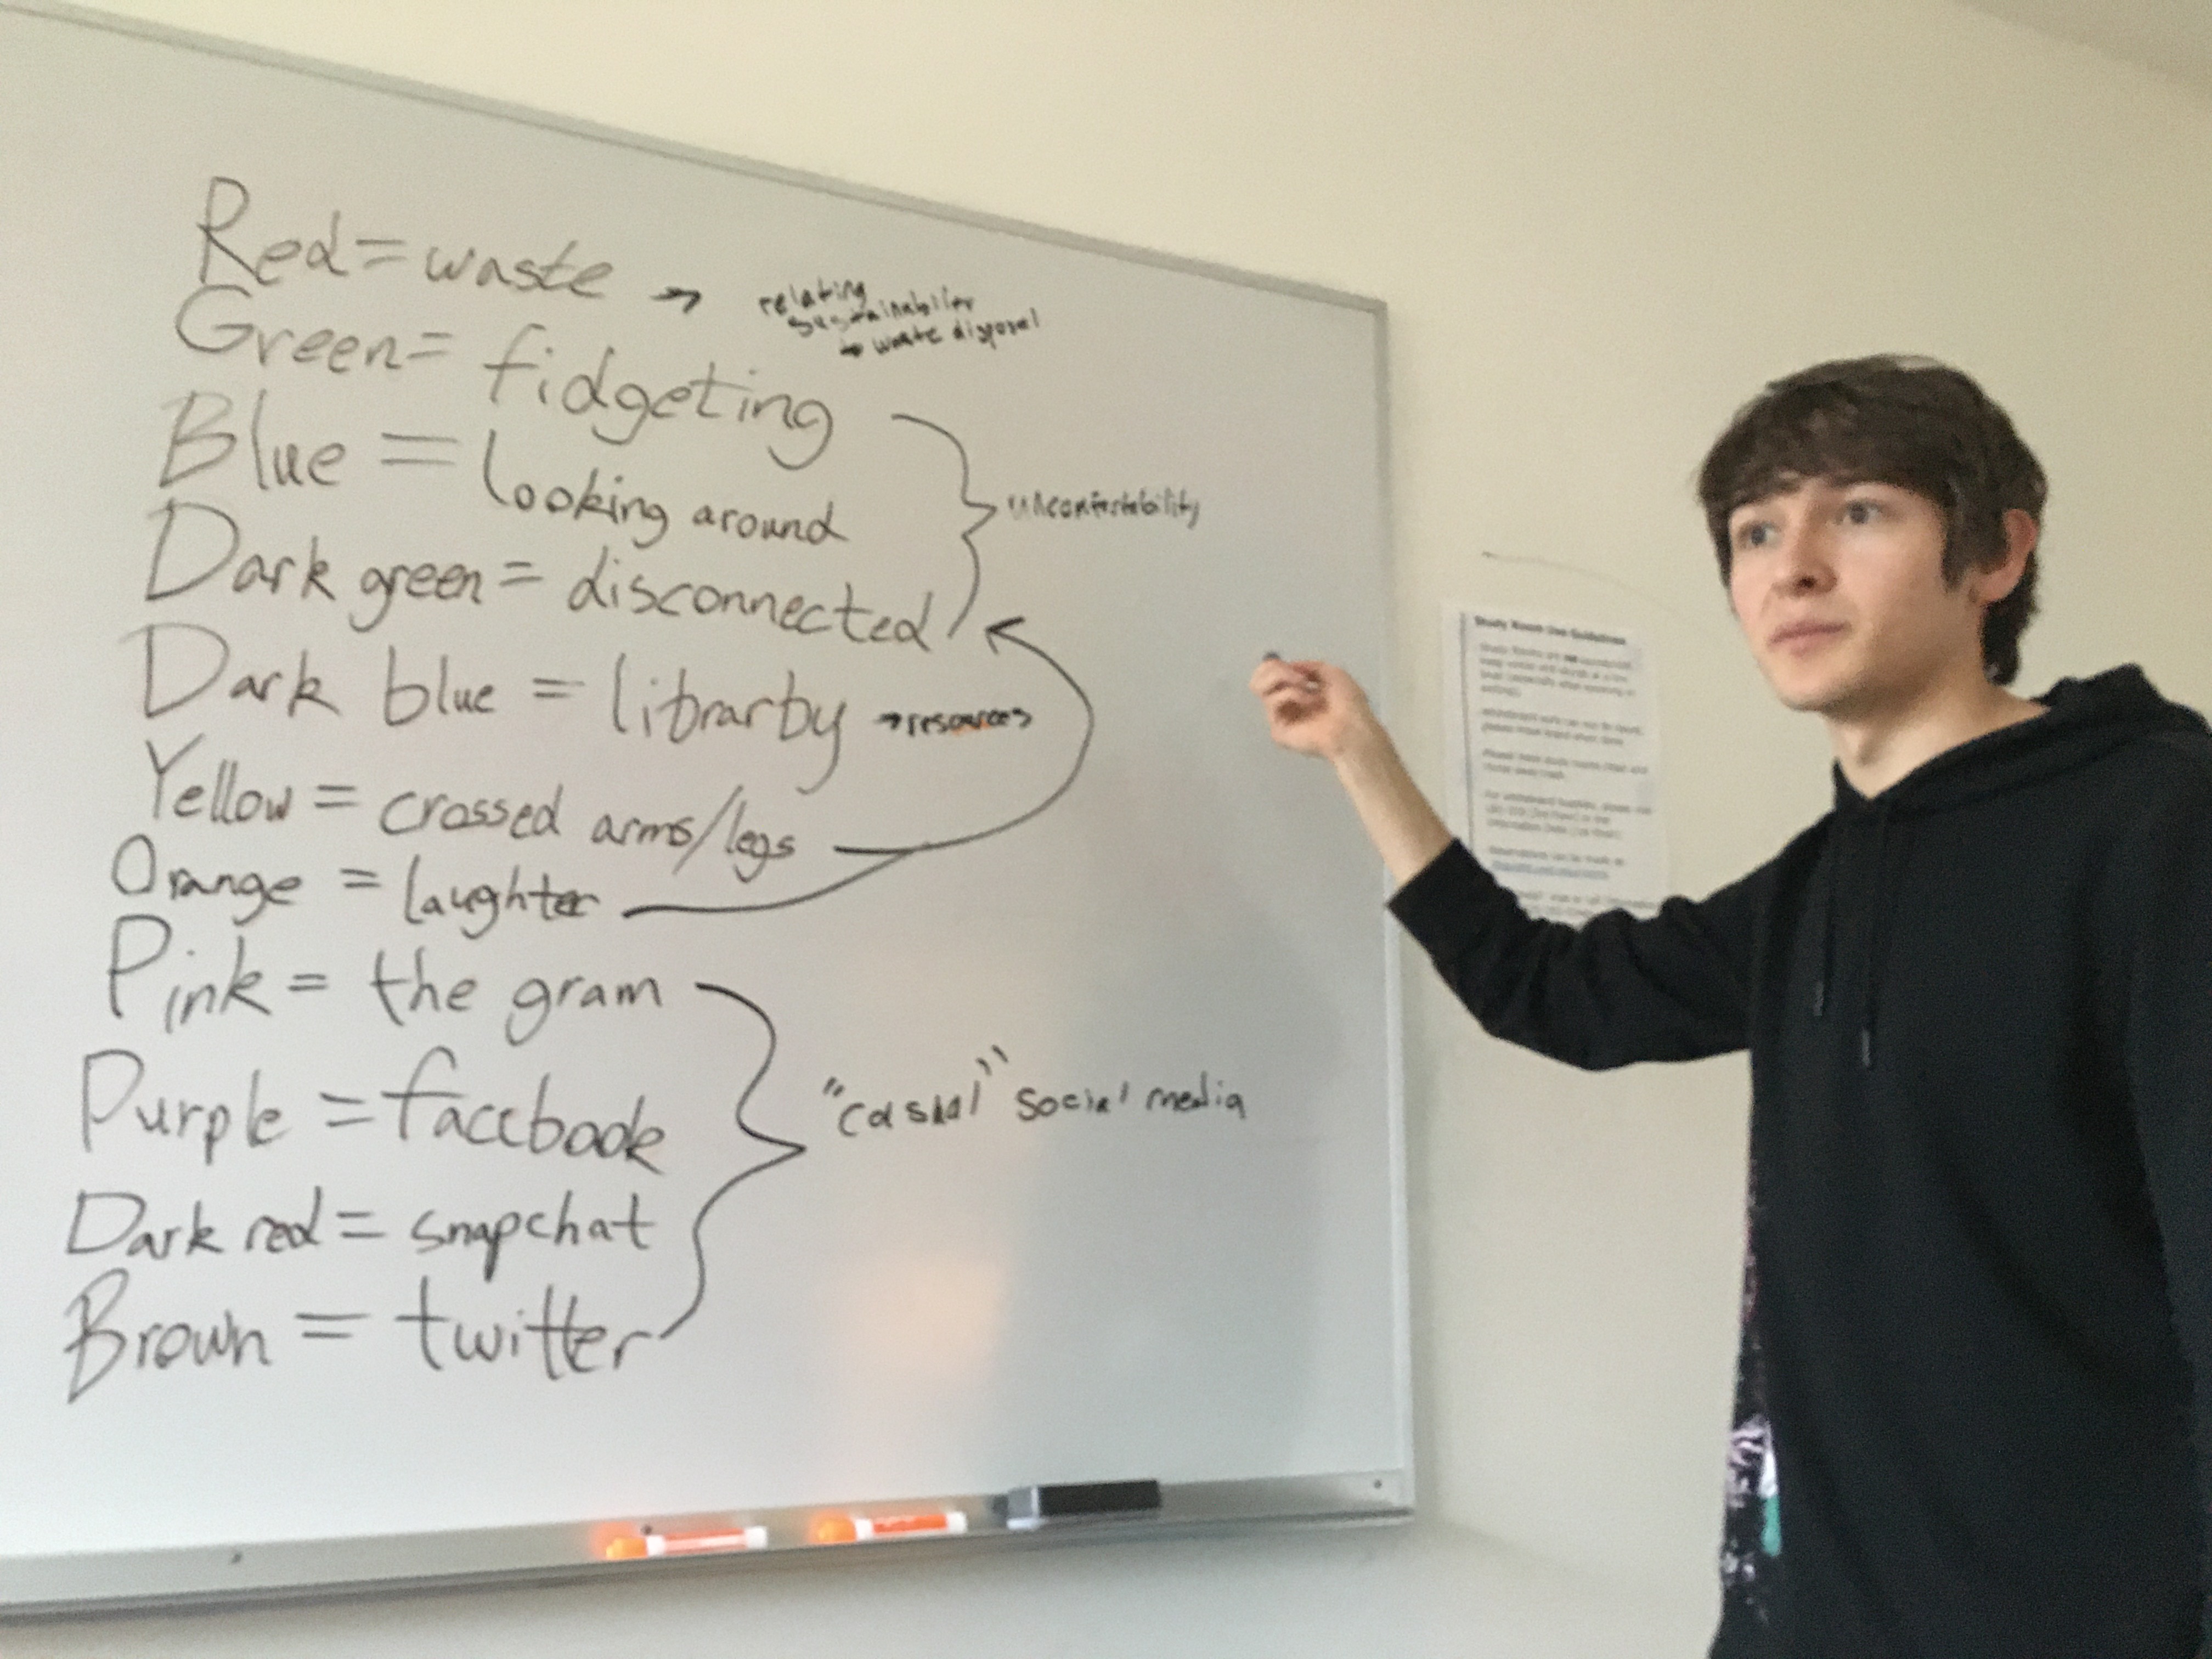 Red = waste → relating
sustainability
to waste disposal
Green = fidgeting
Blue = looking around
uncomfortability
Dark green = disconnected
Dark blue = librarby → resources
Yellow = crossed arms/legs
Orange = laughter
Pink = the gram
Purple = facebook
"casual" social media
Dark red = snapchat
Brown = twitter
Study Room Use Guidelines